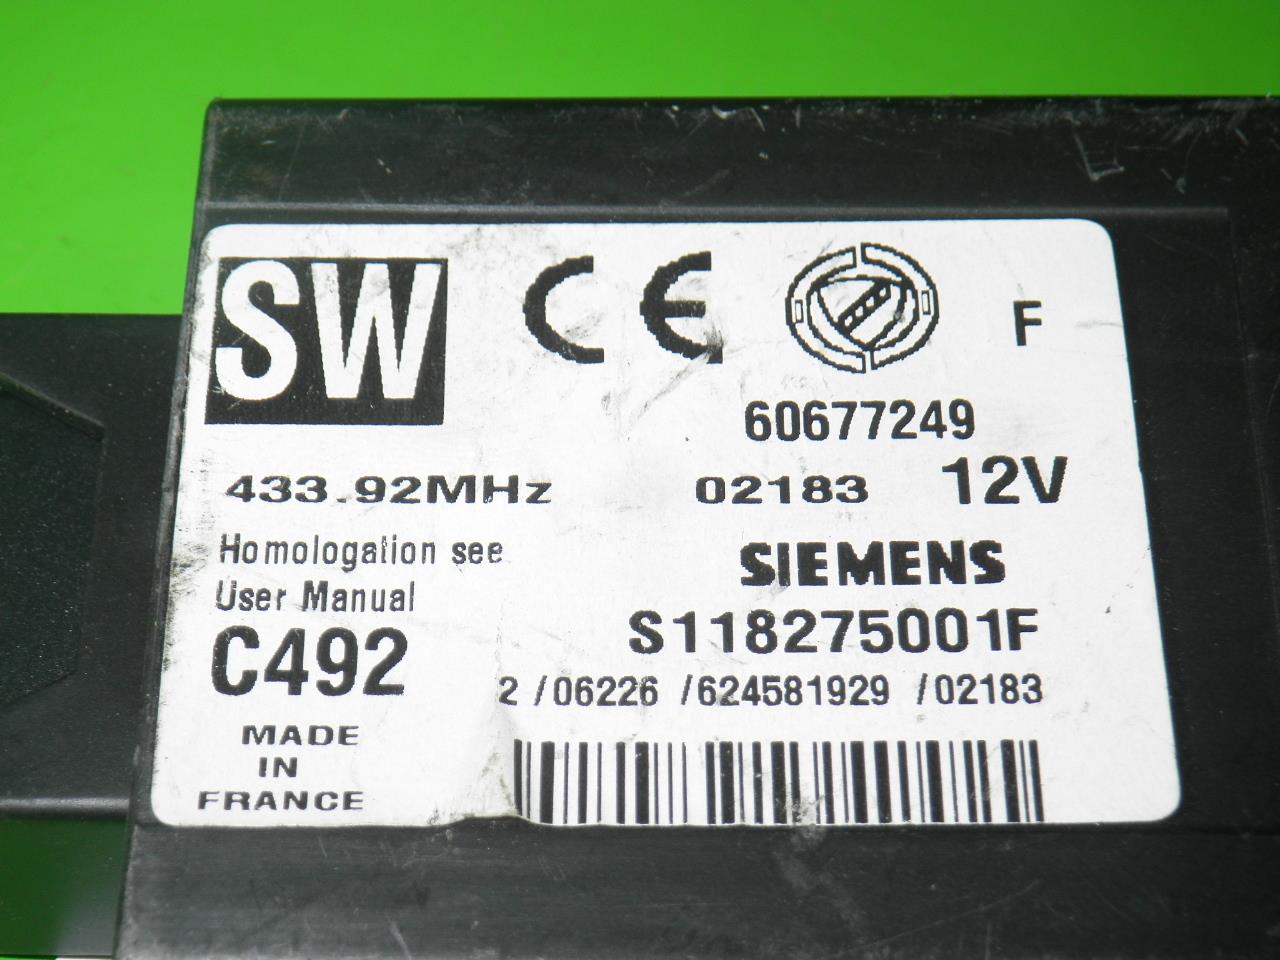 SW CE F
60677249
433.92MHz 02183 12V
Homologation see SIEMENS
User Manual S118275001F
C492 2 /06226 /624581929 /02183
MADE
IN
FRANCE